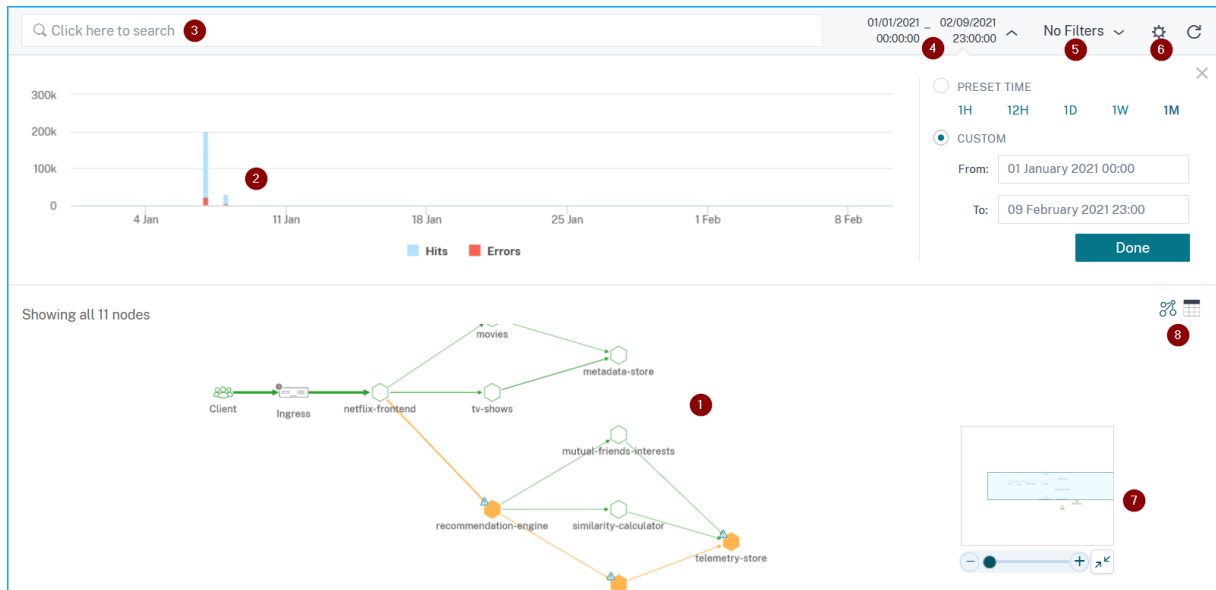 Click here to search 3
01/01/2021 – 02/09/2021
00:00:00 23:00:00
4
No Filters
5
6
PRESET TIME
1H 12H 1D 1W 1M
CUSTOM
From: 01 January 2021 00:00
To: 09 February 2021 23:00
Done
300k
200k
100k
0
2
4 Jan 11 Jan 18 Jan 25 Jan 1 Feb 8 Feb
Hits Errors
Showing all 11 nodes
8
movies
metadata-store
Client Ingress netflix-frontend tv-shows
1
mutual-friends-interests
recommendation-engine similarity-calculator
telemetry-store
7